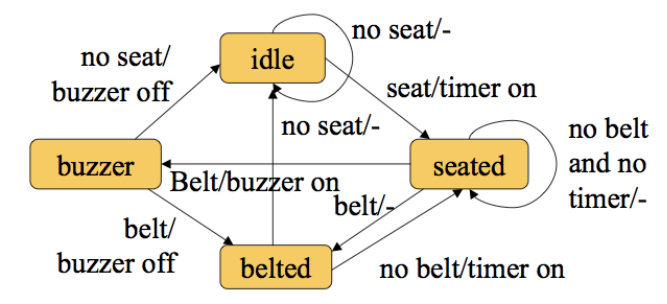 no seat/-
idle
no seat/
buzzer off
seat/timer on
no seat/-
no belt
and no
timer/-
buzzer
seated
Belt/buzzer on
belt/-
belt/
buzzer off
belted
no belt/timer on